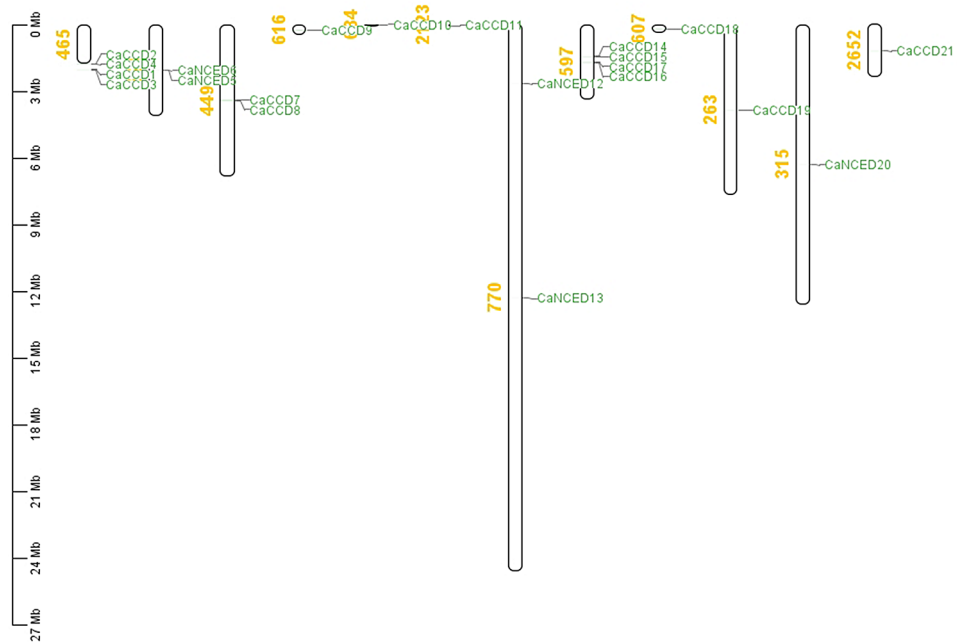 0 Mb
3 Mb
6 Mb
9 Mb
12 Mb
15 Mb
18 Mb
21 Mb
24 Mb
27 Mb
465
CaCCD2
CaCCD4
CaCCD1
CaCCD3
CaNCED6
CaNCED5
449
CaCCD7
CaCCD8
616
CaCCD9
CaCCD10
CaCCD11
770
CaNCED12
CaNCED13
597
CaCCD14
CaCCD15
CaCCD17
CaCCD16
607
CaCCD18
263
CaCCD19
315
CaNCED20
2652
CaCCD21